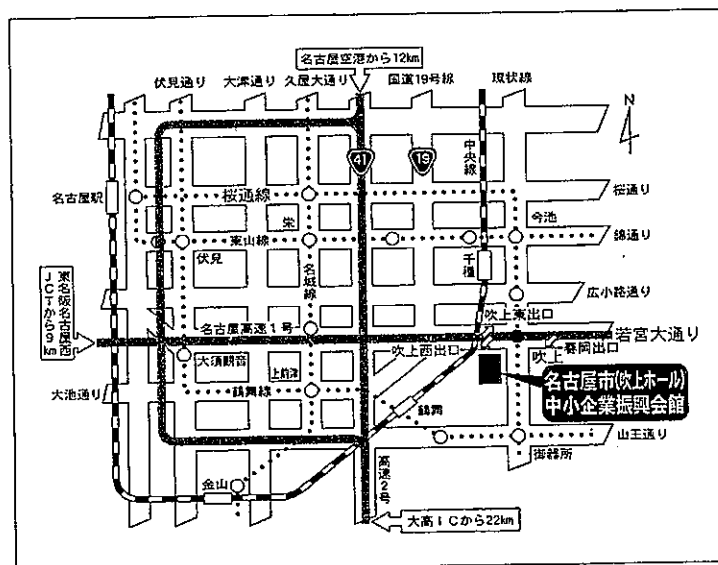 名古屋空港から12km
伏見通り
大津通り
久屋大通り
国道19号線
環状線
N
41
19
中央線
名古屋駅
桜通線
桜通り
栄
今池
東山線
錦通り
伏見
名城線
千種
東名阪名古屋西
JCTから9km
広小路通り
吹上東出口
名古屋高速1号
若宮大通り
吹上西出口
吹上
春岡出口
大須観音
上前津
大池通り
鶴舞線
鶴舞
名古屋市(吹上ホール)
中小企業振興会館
山王通り
御器所
金山
高速2号
大高ICから22km